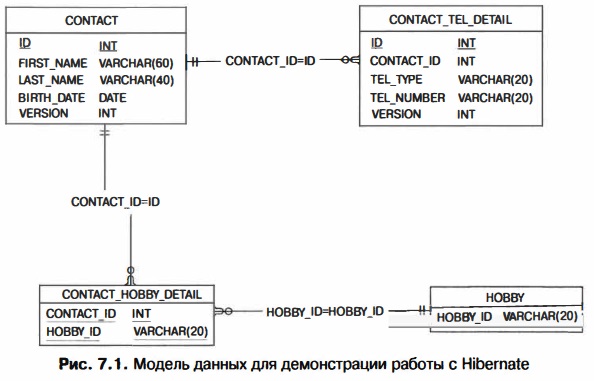 CONTACT
ID INT
FIRST_NAME VARCHAR(60)
LAST_NAME VARCHAR(40)
BIRTH_DATE DATE
VERSION INT
CONTACT_ID=ID
CONTACT_TEL_DETAIL
ID INT
CONTACT_ID INT
TEL_TYPE VARCHAR(20)
TEL_NUMBER VARCHAR(20)
VERSION INT
CONTACT_ID=ID
CONTACT_HOBBY_DETAIL
CONTACT_ID INT
HOBBY_ID VARCHAR(20)
HOBBY_ID=HOBBY_ID
HOBBY
HOBBY_ID VARCHAR(20)
Рис. 7.1. Модель данных для демонстрации работы с Hibernate